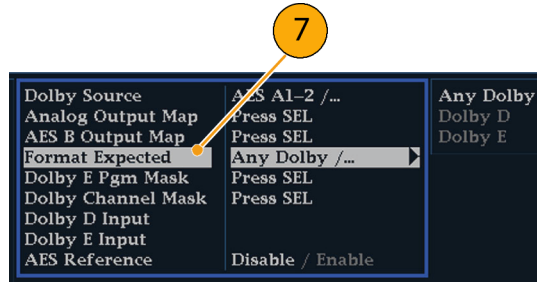 7
Dolby Source AES A1-2 /... Any Dolby
Analog Output Map Press SEL Dolby D
AES B Output Map Press SEL Dolby E
Format Expected Any Dolby /...
Dolby E Pgm Mask Press SEL
Dolby Channel Mask Press SEL
Dolby D Input
Dolby E Input
AES Reference Disable / Enable